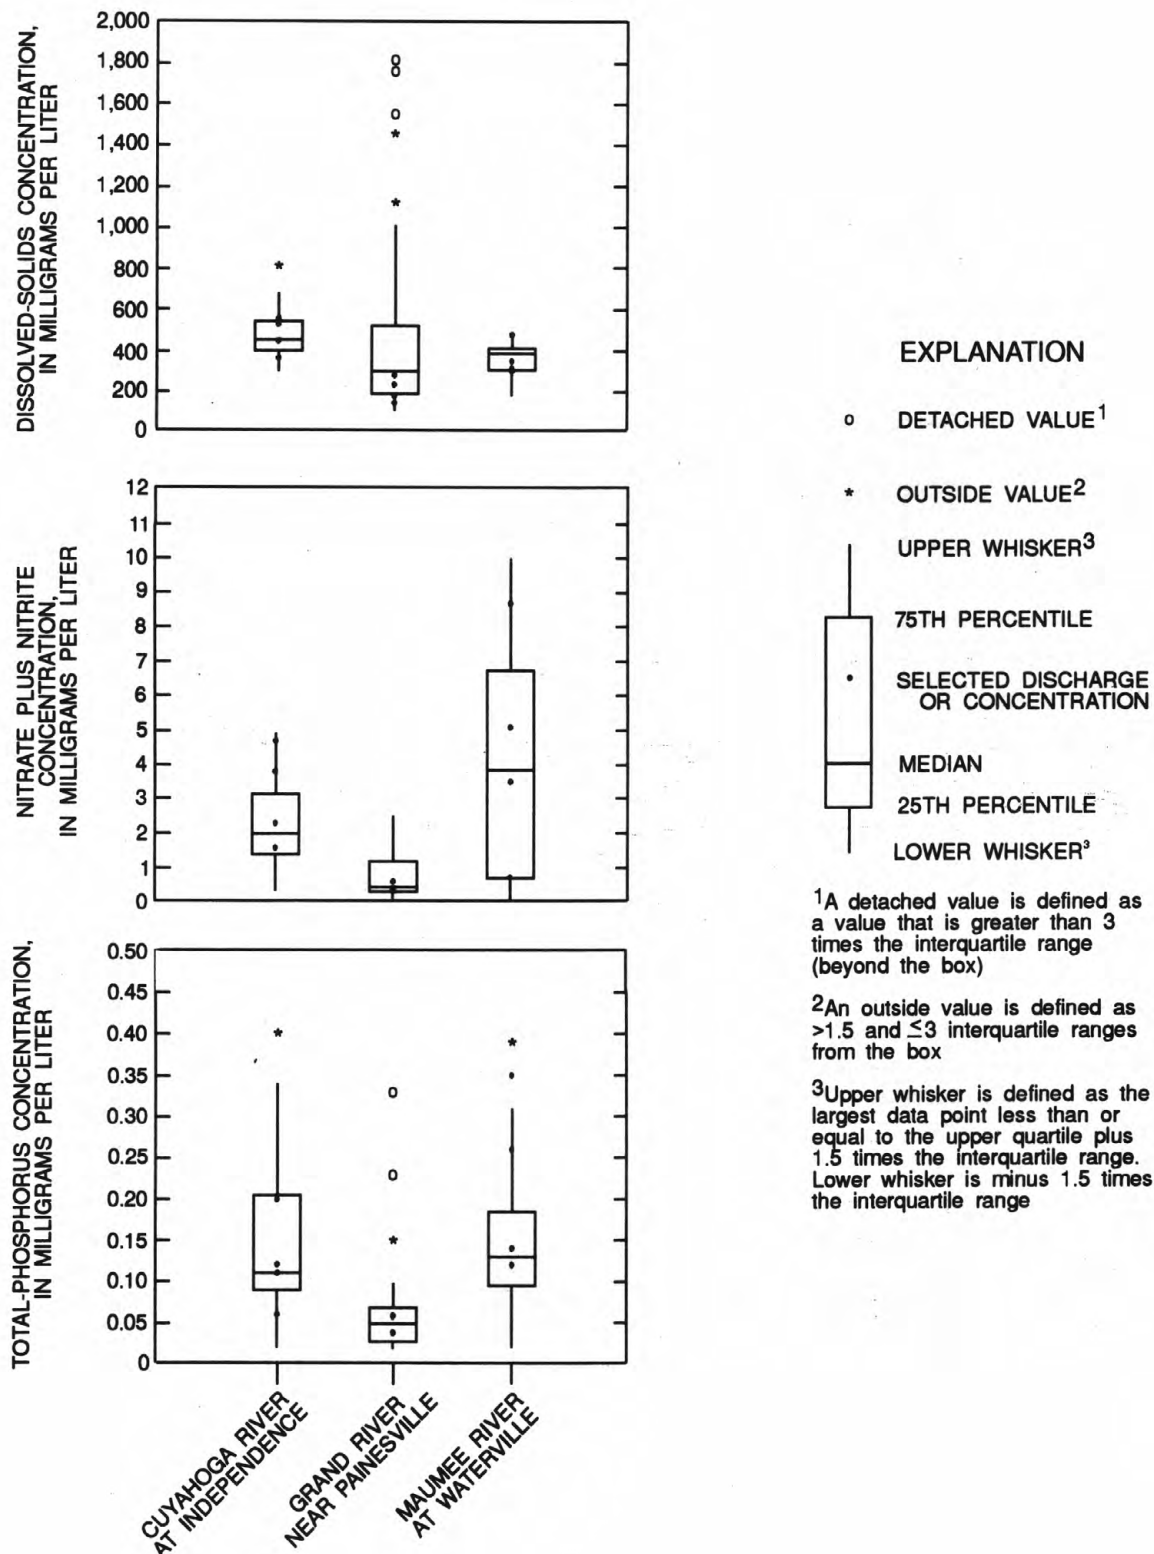 DISSOLVED-SOLIDS CONCENTRATION,
IN MILLIGRAMS PER LITER
2,000
1,800
1,600
1,400
1,200
1,000
800
600
400
200
0
NITRATE PLUS NITRITE
CONCENTRATION,
IN MILLIGRAMS PER LITER
12
11
10
9
8
7
6
5
4
3
2
1
0
TOTAL-PHOSPHORUS CONCENTRATION,
IN MILLIGRAMS PER LITER
0.50
0.45
0.40
0.35
0.30
0.25
0.20
0.15
0.10
0.05
0
CUYAHOGA RIVER
AT INDEPENDENCE
GRAND RIVER
NEAR PAINESVILLE
MAUMEE RIVER
AT WATERVILLE
EXPLANATION
o DETACHED VALUE¹
* OUTSIDE VALUE²
UPPER WHISKER³
75TH PERCENTILE
SELECTED DISCHARGE
OR CONCENTRATION
MEDIAN
25TH PERCENTILE
LOWER WHISKER³
¹A detached value is defined as
a value that is greater than 3
times the interquartile range
(beyond the box)
²An outside value is defined as
>1.5 and ≤3 interquartile ranges
from the box
³Upper whisker is defined as the
largest data point less than or
equal to the upper quartile plus
1.5 times the interquartile range.
Lower whisker is minus 1.5 times
the interquartile range